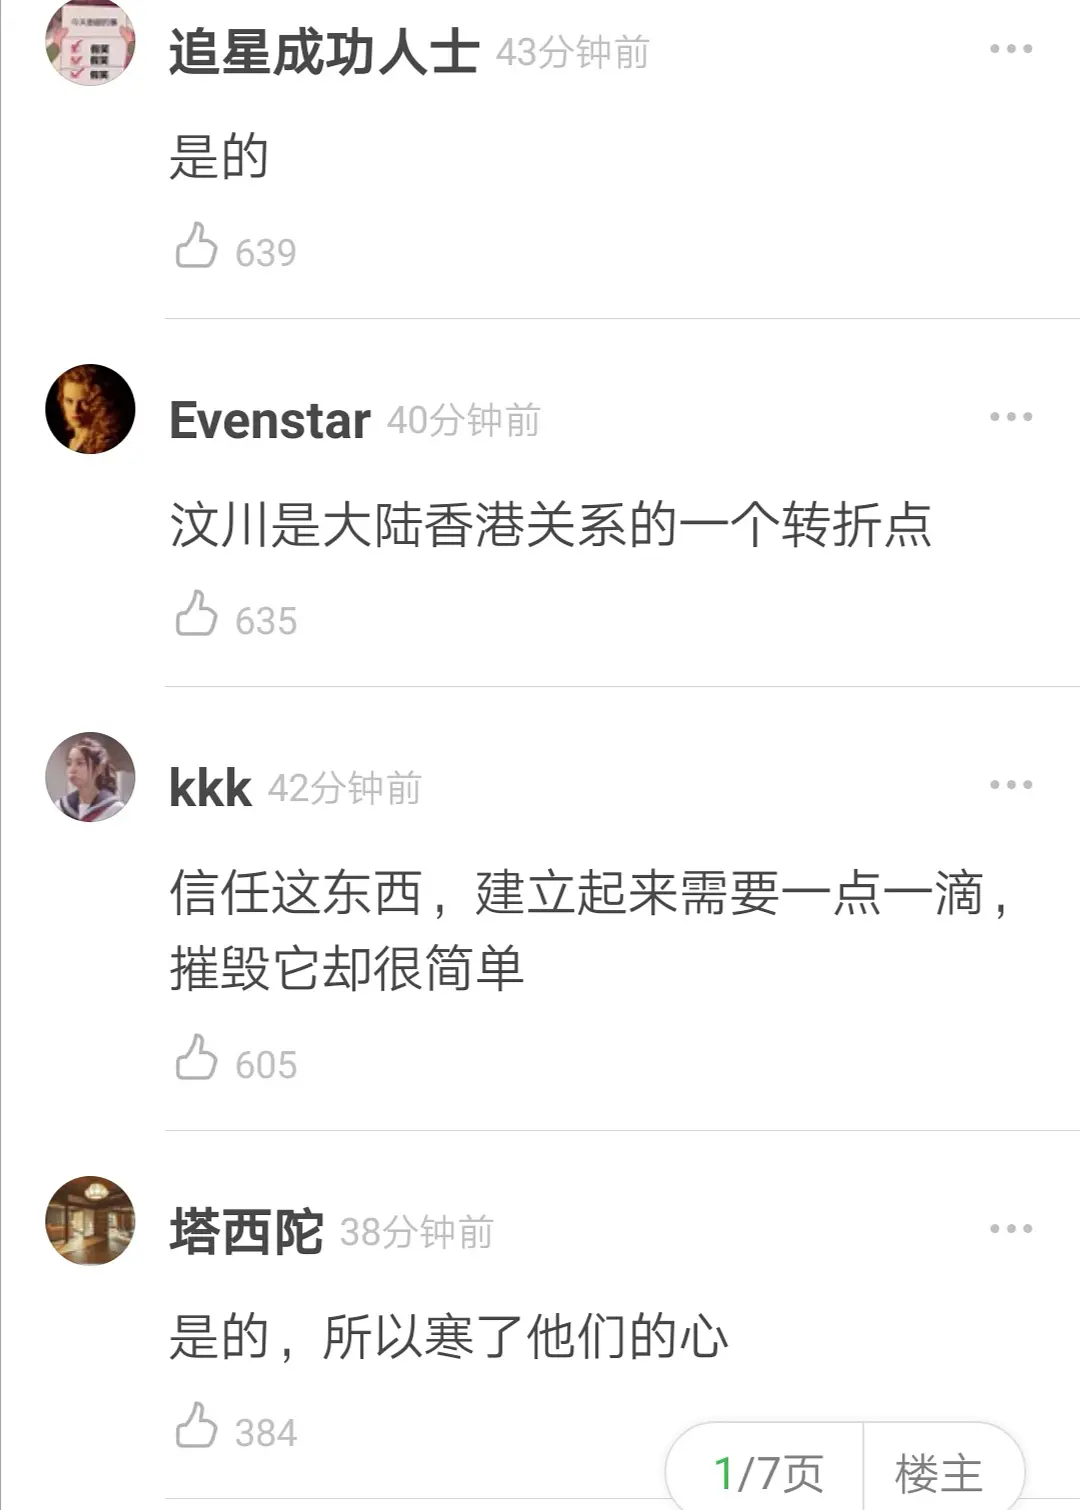 追星成功人士 43分钟前
是的
639
Evenstar 40分钟前
汶川是大陆香港关系的一个转折点
635
kkk 42分钟前
信任这东西，建立起来需要一点一滴，
摧毁它却很简单
605
塔西陀 38分钟前
是的，所以寒了他们的心
384
1/7页 楼主